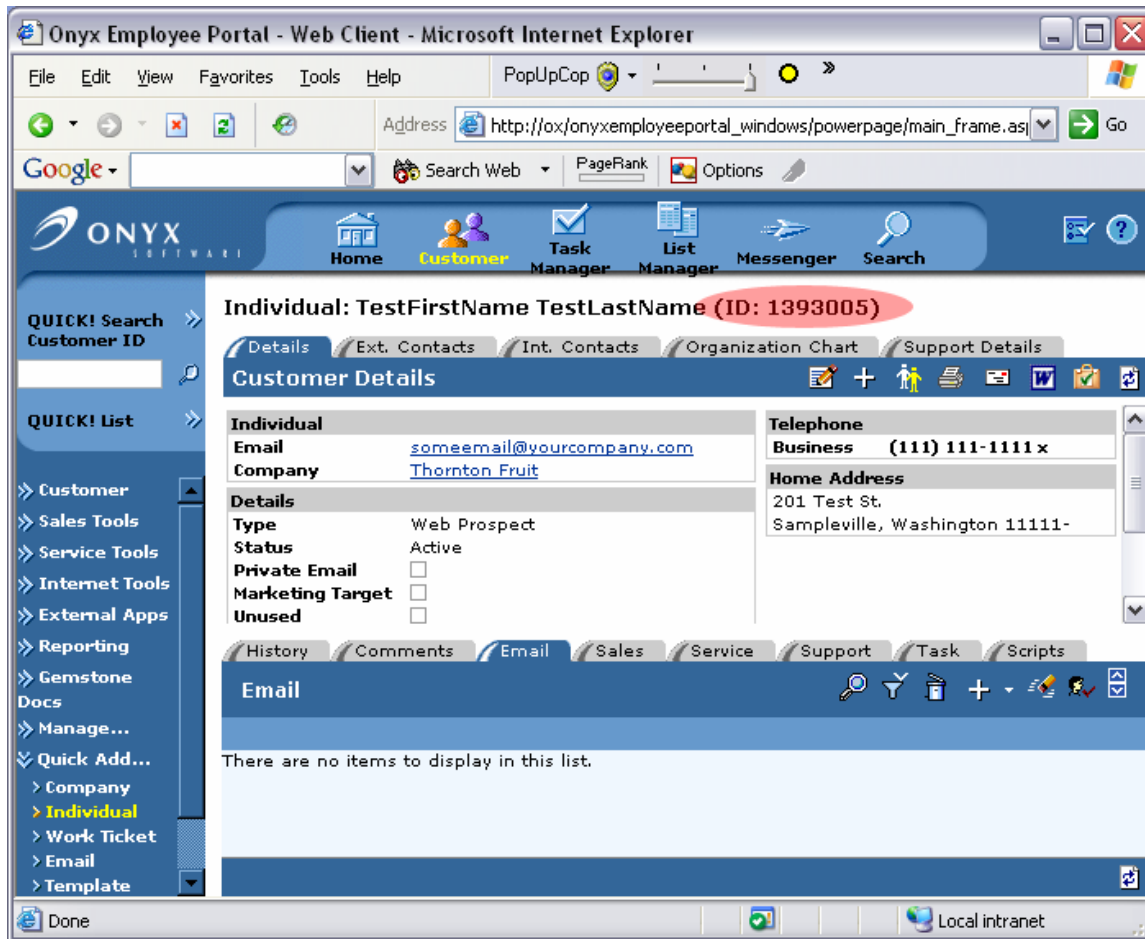 Onyx Employee Portal - Web Client - Microsoft Internet Explorer
File Edit View Favorites Tools Help PopUpCop »
Address http://ox/onyxemployeeportal_windows/powerpage/main_frame.asp Go
Google Search Web PageRank Options
ONYX
SOFTWARE
Home Customer Task Manager List Manager Messenger Search
QUICK! Search
Customer ID
QUICK! List
Customer
Sales Tools
Service Tools
Internet Tools
External Apps
Reporting
Gemstone
Docs
Manage...
Quick Add...
Company
Individual
Work Ticket
Email
Template
Individual: TestFirstName TestLastName (ID: 1393005)
Details Ext. Contacts Int. Contacts Organization Chart Support Details
Customer Details
Individual
Email someemail@yourcompany.com
Company Thornton Fruit
Details
Type Web Prospect
Status Active
Private Email
Marketing Target
Unused
Telephone
Business (111) 111-1111 x
Home Address
201 Test St.
Sampleville, Washington 11111-
History Comments Email Sales Service Support Task Scripts
Email
There are no items to display in this list.
Done Local intranet